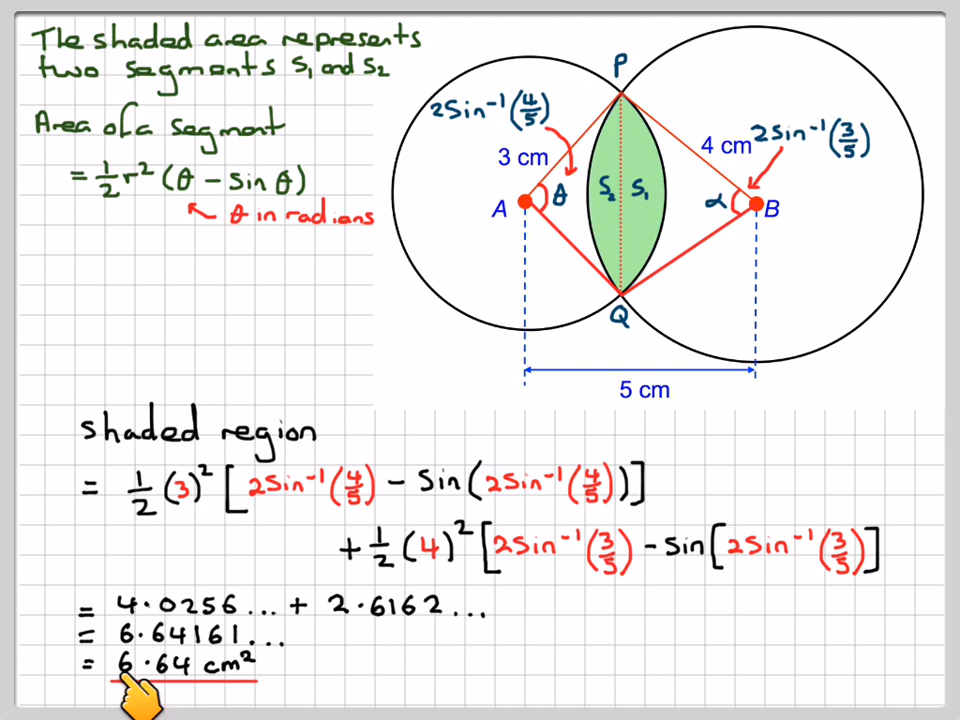 The shaded area represents
two segments S₁ and S₂
Area of a segment
= 1/2 r² (θ − sin θ)
θ in radians
P
2Sin⁻¹(4/5)
3 cm
4 cm
2sin⁻¹(3/5)
A
θ
S₂
S₁
α
B
Q
5 cm
shaded region
= 1/2 (3)² [2Sin⁻¹(4/5) − Sin(2Sin⁻¹(4/5))]
+ 1/2 (4)² [2sin⁻¹(3/5) − sin[2sin⁻¹(3/5)]
= 4.0256... + 2.6162...
= 6.64161...
= 6.64 cm²